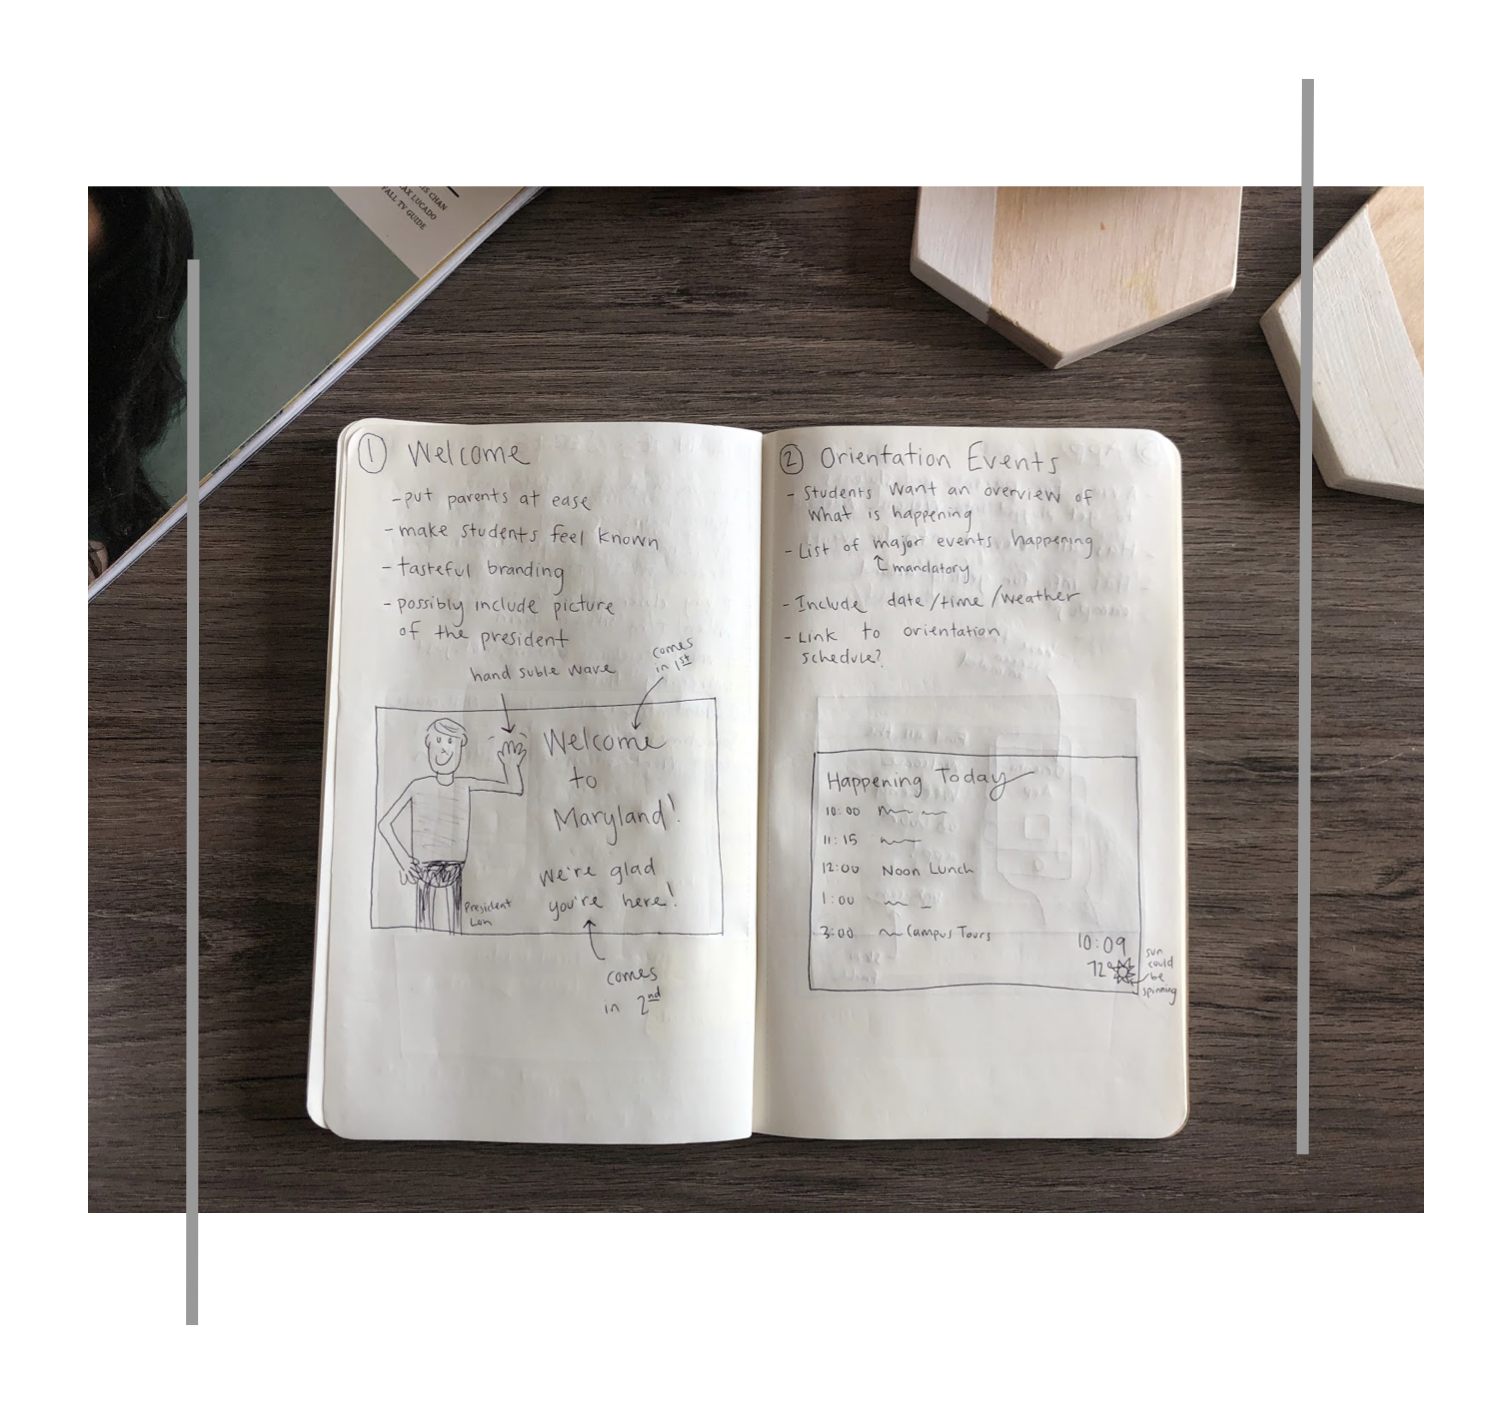 IS CHAN
AX LUCADO
FALL TV GUIDE
1 Welcome
- put parents at ease
- make students feel known
- tasteful branding
- possibly include picture
of the president
hand suble wave
comes
in 1st
Welcome
to
Maryland!
we're glad
you're here!
President
comes
in 2nd
2 Orientation Events
- Students want an overview of
what is happening
- List of major events happening
mandatory
- Include date/time/weather
- Link to orientation
schedule?
Happening Today
10:00
11:15
12:00 Noon Lunch
1:00
3:00 Campus Tours
10:09
72°
sun
could
be
spinning